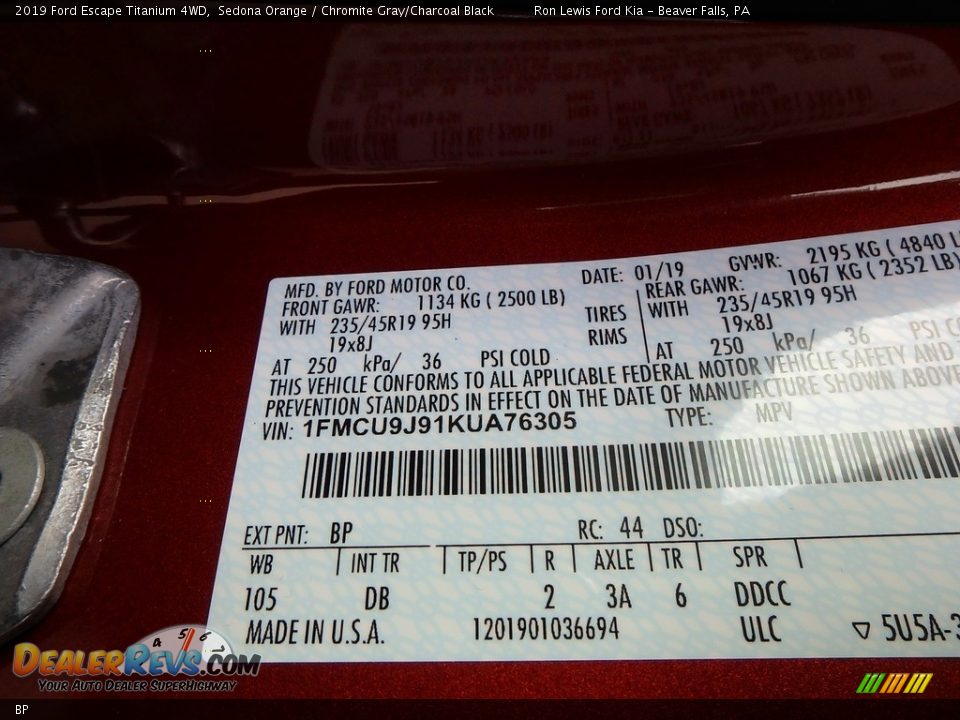 2019 Ford Escape Titanium 4WD, Sedona Orange / Chromite Gray/Charcoal Black Ron Lewis Ford Kia - Beaver Falls, PA
MFD. BY FORD MOTOR CO. DATE: 01/19 GVWR: 2195 KG ( 4840 L
FRONT GAWR: 1134 KG ( 2500 LB) REAR GAWR: 1067 KG ( 2352 LB)
WITH 235/45R19 95H TIRES WITH 235/45R19 95H
19x8J RIMS 19x8J
AT 250 kPa/ 36 PSI COLD AT 250 kPa/ 36 PSI CO
THIS VEHICLE CONFORMS TO ALL APPLICABLE FEDERAL MOTOR VEHICLE SAFETY AND
PREVENTION STANDARDS IN EFFECT ON THE DATE OF MANUFACTURE SHOWN ABOVE
VIN: 1FMCU9J91KUA76305 TYPE: MPV
EXT PNT: BP RC: 44 DSO:
WB INT TR TP/PS R AXLE TR SPR
105 DB 2 3A 6 DDCC
MADE IN U.S.A. 1201901036694 ULC ▽ 5U5A-3
4 5 6
DEALERREVS.COM
YOUR AUTO DEALER SUPERHIGHWAY
BP